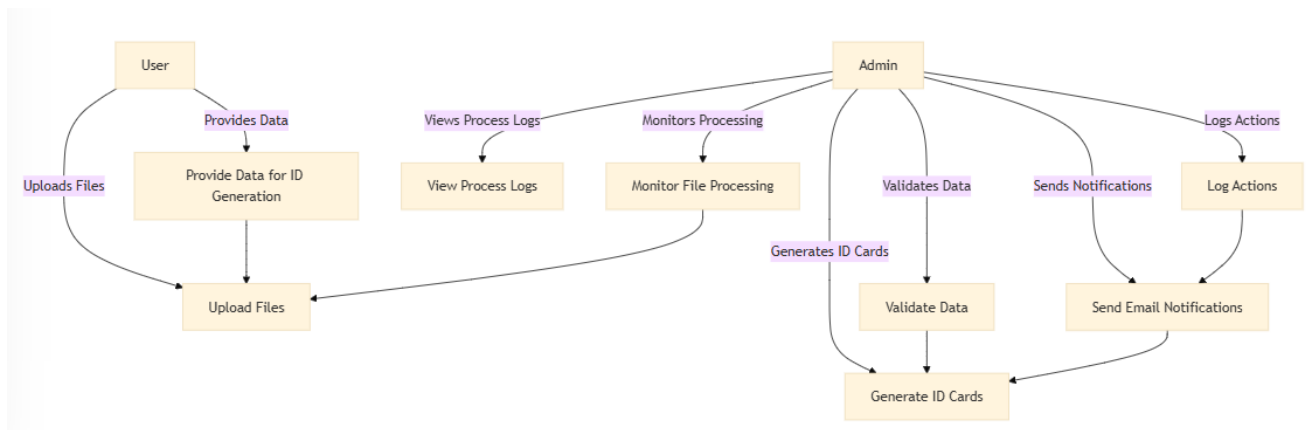 User
Admin
Provides Data
Views Process Logs
Monitors Processing
Logs Actions
Uploads Files
Provide Data for ID
Generation
View Process Logs
Monitor File Processing
Validates Data
Sends Notifications
Log Actions
Generates ID Cards
Upload Files
Validate Data
Send Email Notifications
Generate ID Cards